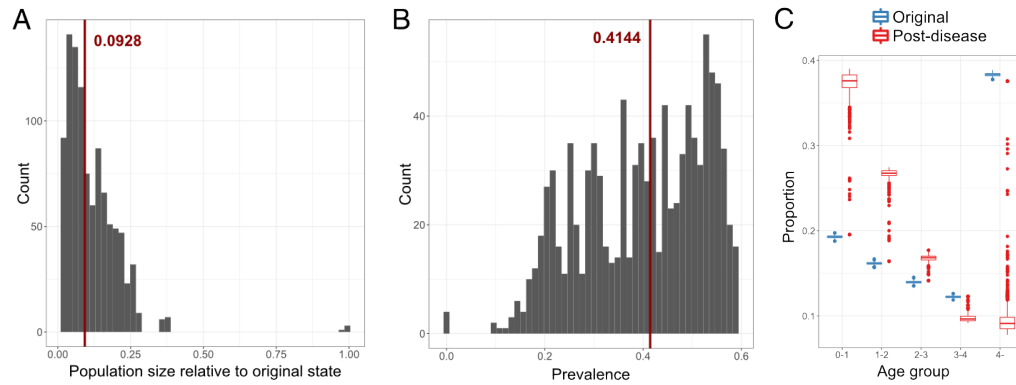 A
0.0928
Count
100
50
0
0.00
0.25
0.50
0.75
1.00
Population size relative to original state
B
0.4144
Count
40
20
0
0.0
0.2
0.4
0.6
Prevalence
C
Original
Post-disease
Proportion
0.4
0.3
0.2
0.1
0-1
1-2
2-3
3-4
4-
Age group